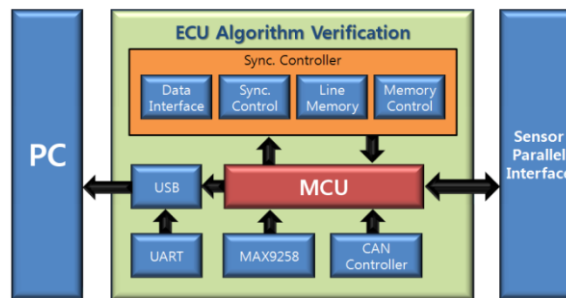 ECU Algorithm Verification
Sync. Controller
Data
Interface
Sync.
Control
Line
Memory
Memory
Control
PC
Sensor
Parallel
Interface
USB
MCU
UART
MAX9258
CAN
Controller